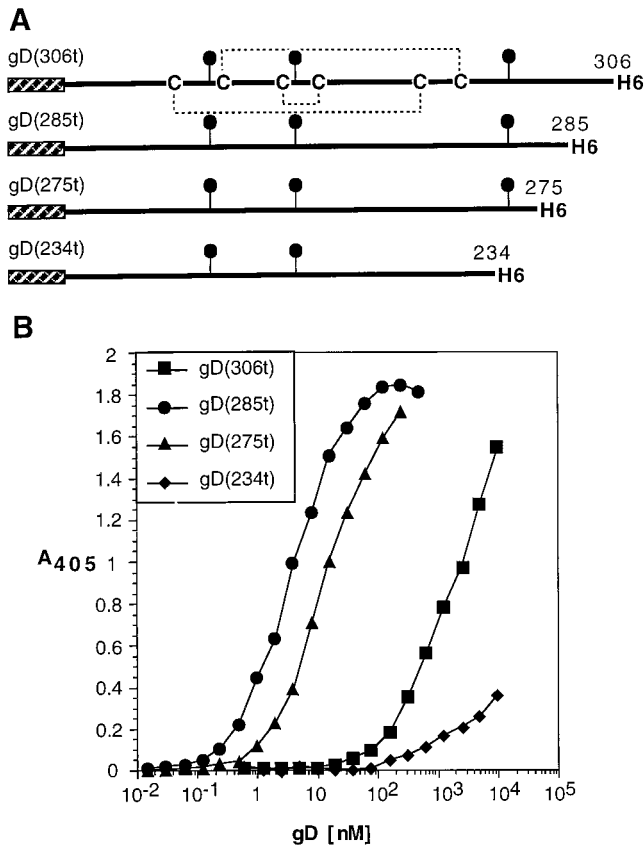 A
gD(306t)
306
C C C C C C
H6
gD(285t)
285
H6
gD(275t)
275
H6
gD(234t)
234
H6
B
2
1.8
1.6
1.4
1.2
1
0.8
0.6
0.4
0.2
0
A405
gD(306t)
gD(285t)
gD(275t)
gD(234t)
10-2 10-1 1 10 102 103 104 105
gD [nM]